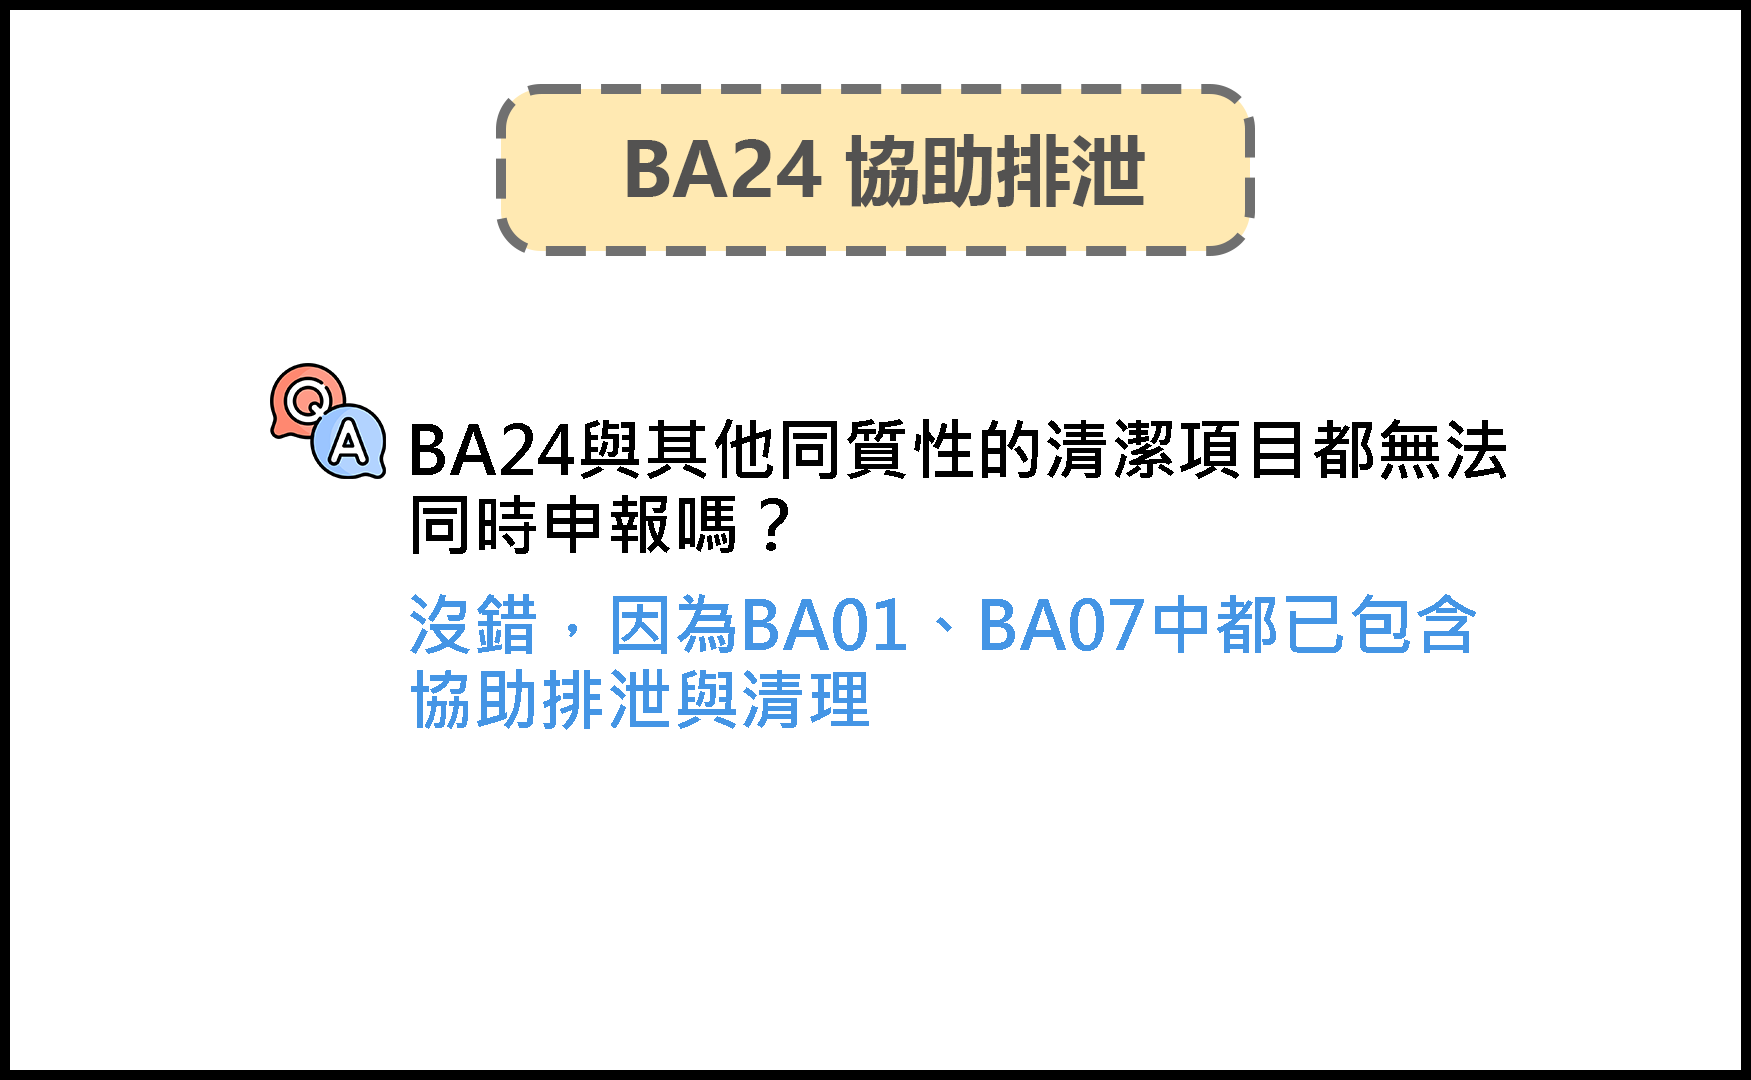 BA24 協助排泄
Q
A
BA24與其他同質性的清潔項目都無法
同時申報嗎？
沒錯，因為BA01、BA07中都已包含
協助排泄與清理